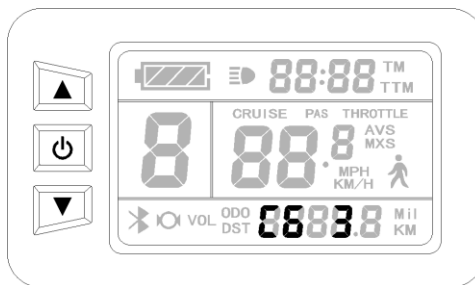 88:88 TM
TTM
CRUISE PAS THROTTLE
8 88.8 AVS
MXS
MPH
KM/H
VOL ODO DST C6 3 Mil
KM